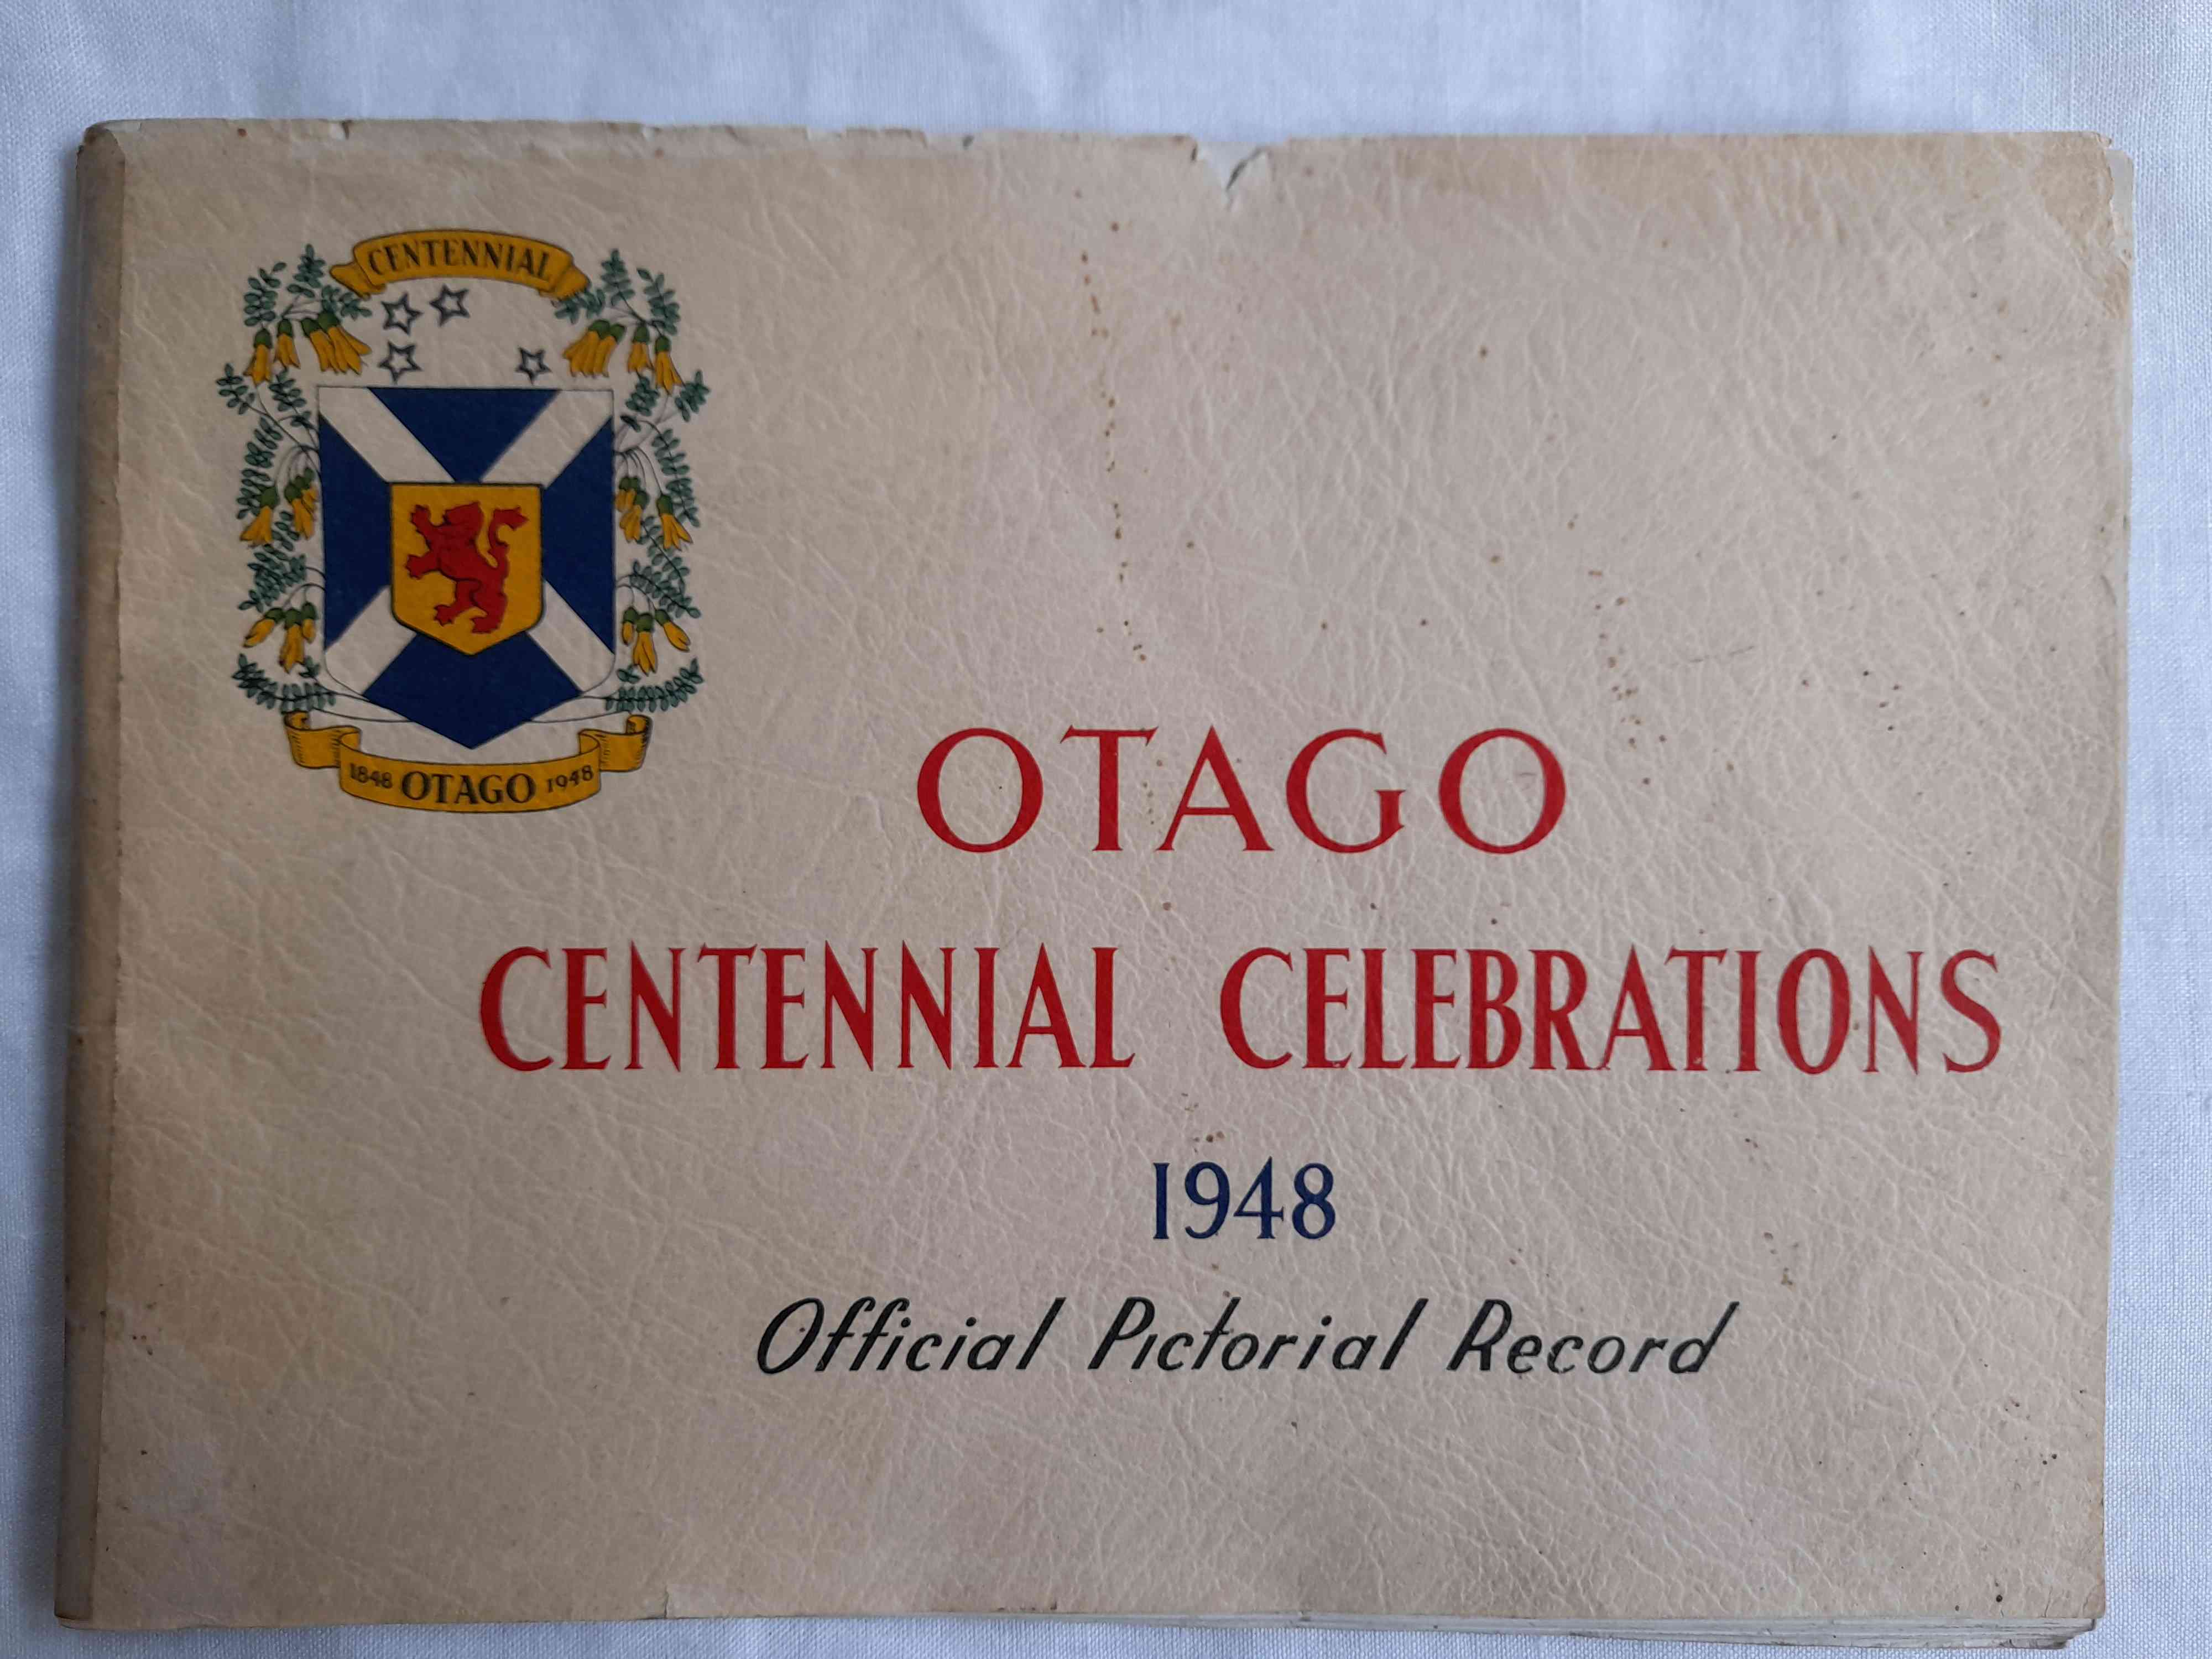 CENTENNIAL
1848 OTAGO 1948
OTAGO
CENTENNIAL CELEBRATIONS
1948
Official Pictorial Record